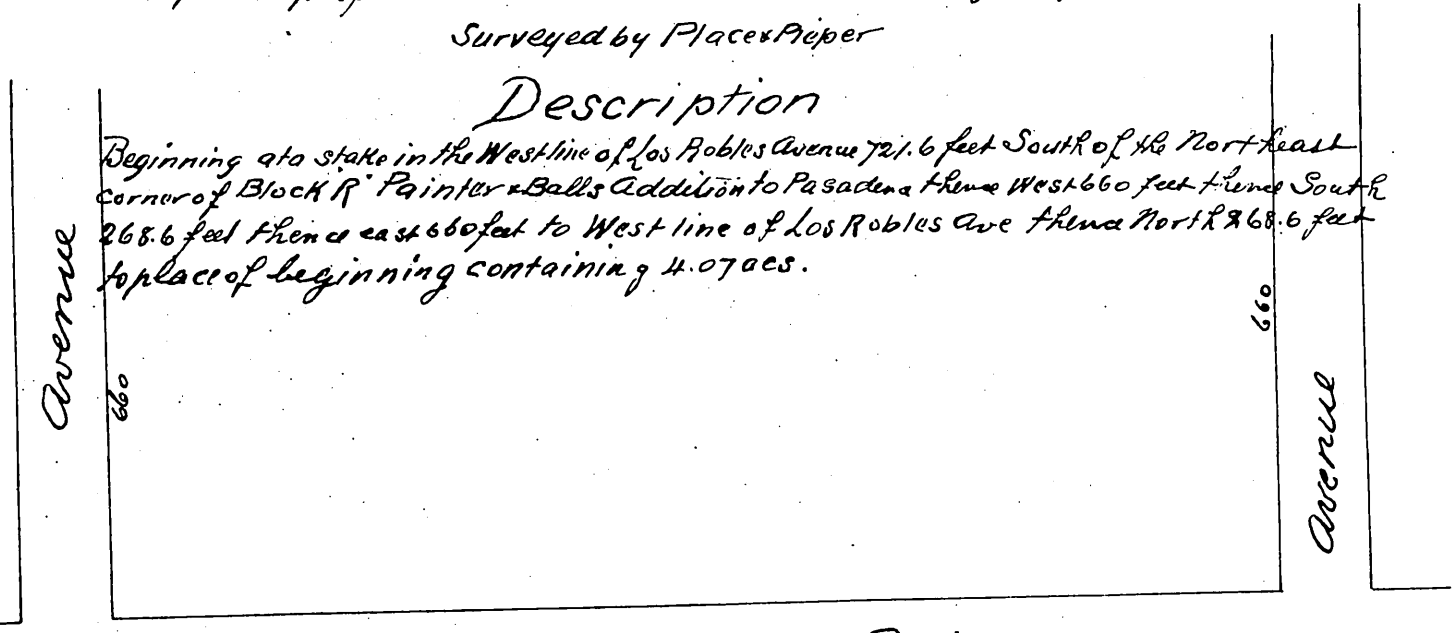 Surveyed by Place & Pieper
Description
Beginning at a stake in the West line of Los Robles Avenue 721.6 feet South of the Northeast
corner of Block "R" Painter & Balls Addition to Pasadena thence West 660 feet thence South
268.6 feet thence east 660 feet to West line of Los Robles Ave thence North 268.6 feet
to place of beginning containing 4.07 acs.
Avenue
660
660
Avenue